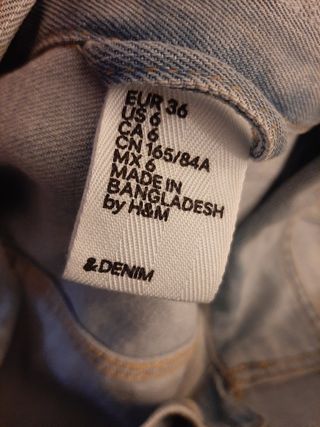 EUR 36
US 6
CA 6
CN 165/84A
MX 6
MADE IN
BANGLADESH
by H&M
&DENIM